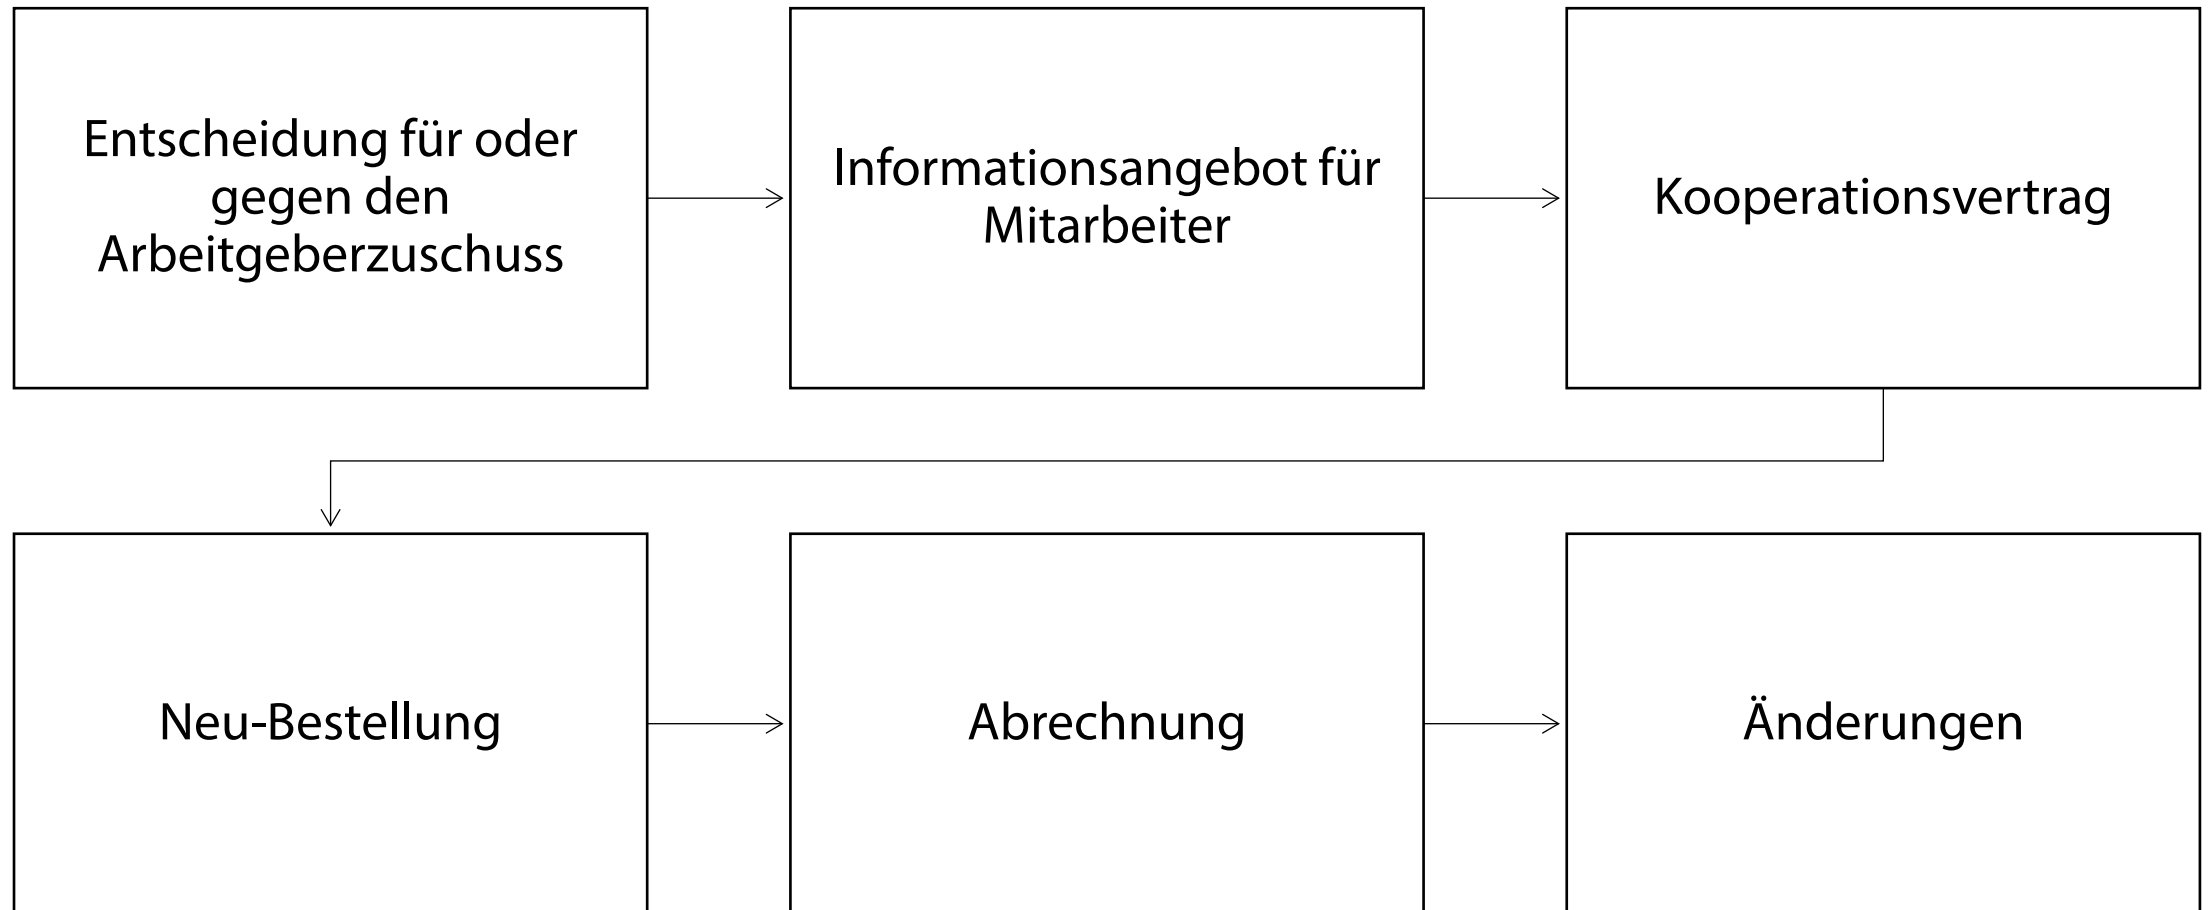 Entscheidung für oder
gegen den
Arbeitgeberzuschuss
Informationsangebot für
Mitarbeiter
Kooperationsvertrag
Neu-Bestellung
Abrechnung
Änderungen